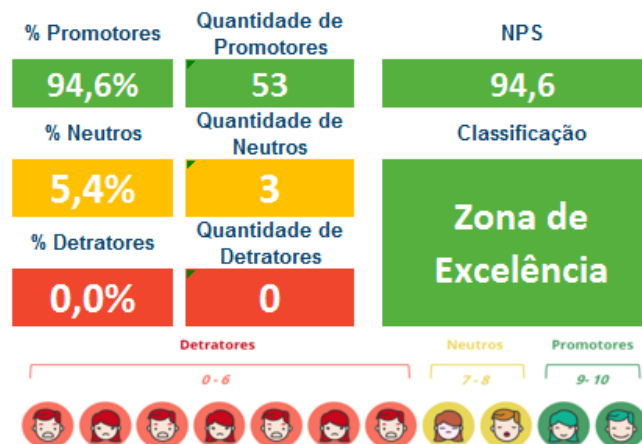 % Promotores
Quantidade de
Promotores
NPS
94,6%
53
94,6
% Neutros
Quantidade de
Neutros
Classificação
5,4%
3
Zona de
Excelência
% Detratores
Quantidade de
Detratores
0,0%
0
Detratores
Neutros
Promotores
0 - 6
7 - 8
9- 10